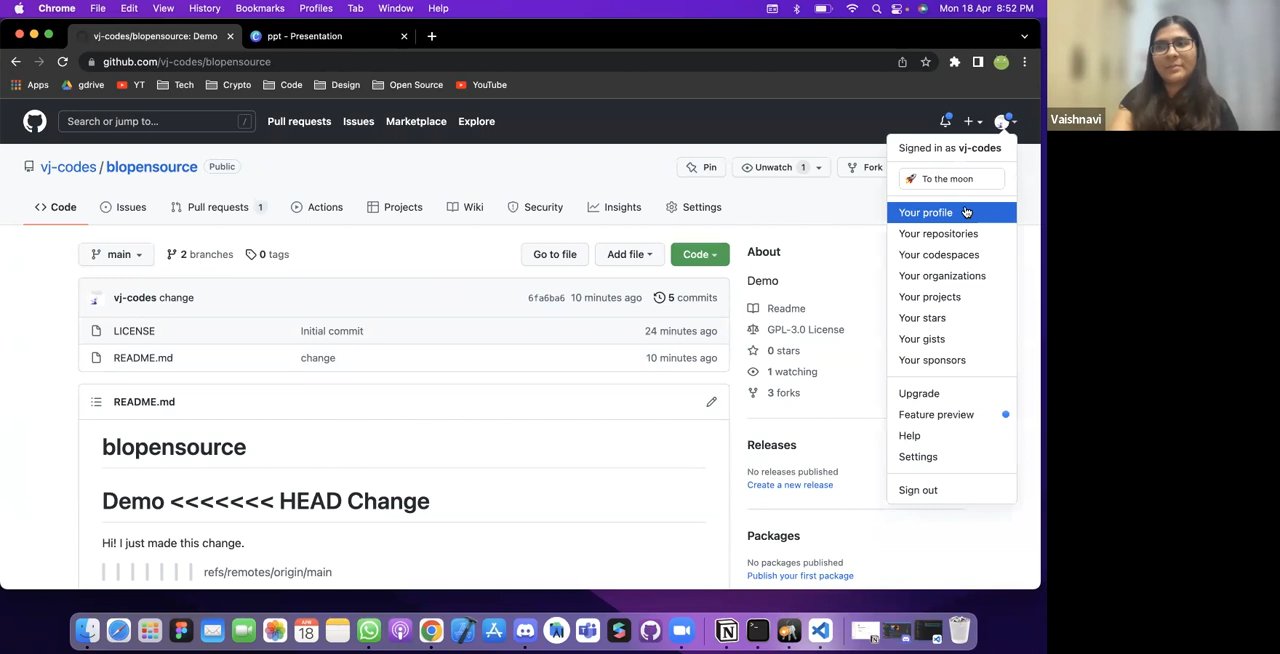 Chrome File Edit View History Bookmarks Profiles Tab Window Help Mon 18 Apr 8:52 PM
vj-codes/blopensource: Demo ppt - Presentation
github.com/vj-codes/blopensource
Apps gdrive YT Tech Crypto Code Design Open Source YouTube
Search or jump to... / Pull requests Issues Marketplace Explore
Vaishnavi
Signed in as vj-codes
To the moon
Your profile
Your repositories
Your codespaces
Your organizations
Your projects
Your stars
Your gists
Your sponsors
Upgrade
Feature preview
Help
Settings
Sign out
vj-codes / blopensource Public Pin Unwatch 1 Fork
Code Issues Pull requests 1 Actions Projects Wiki Security Insights Settings
main 2 branches 0 tags Go to file Add file Code
vj-codes change 6fa6ba6 10 minutes ago 5 commits
LICENSE Initial commit 24 minutes ago
README.md change 10 minutes ago
README.md
blopensource
Demo <<<<<<< HEAD Change
Hi! I just made this change.
refs/remotes/origin/main
About
Demo
Readme
GPL-3.0 License
0 stars
1 watching
3 forks
Releases
No releases published
Create a new release
Packages
No packages published
Publish your first package
APR
18